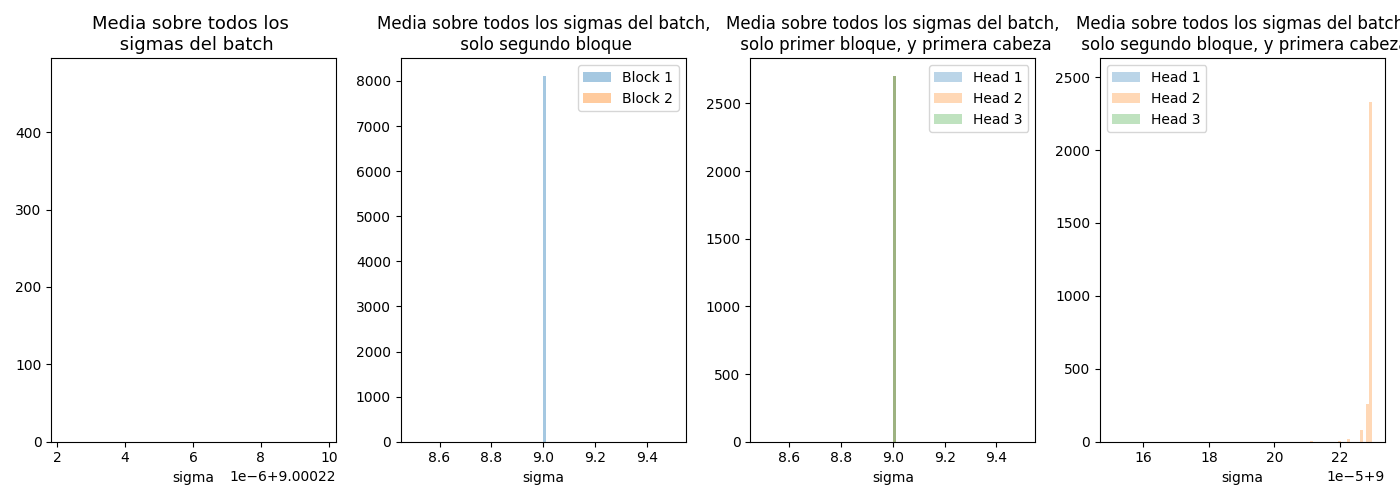 Media sobre todos los
sigmas del batch
400
300
200
100
0
2 4 6 8 10
sigma 1e−6+9.00022
Media sobre todos los sigmas del batch,
solo segundo bloque
Block 1
Block 2
8000
7000
6000
5000
4000
3000
2000
1000
0
8.6 8.8 9.0 9.2 9.4
sigma
Media sobre todos los sigmas del batch,
solo primer bloque, y primera cabeza
Head 1
Head 2
Head 3
2500
2000
1500
1000
500
0
8.6 8.8 9.0 9.2 9.4
sigma
Media sobre todos los sigmas del batch
solo segundo bloque, y primera cabeza
Head 1
Head 2
Head 3
2500
2000
1500
1000
500
0
16 18 20 22
sigma 1e−5+9